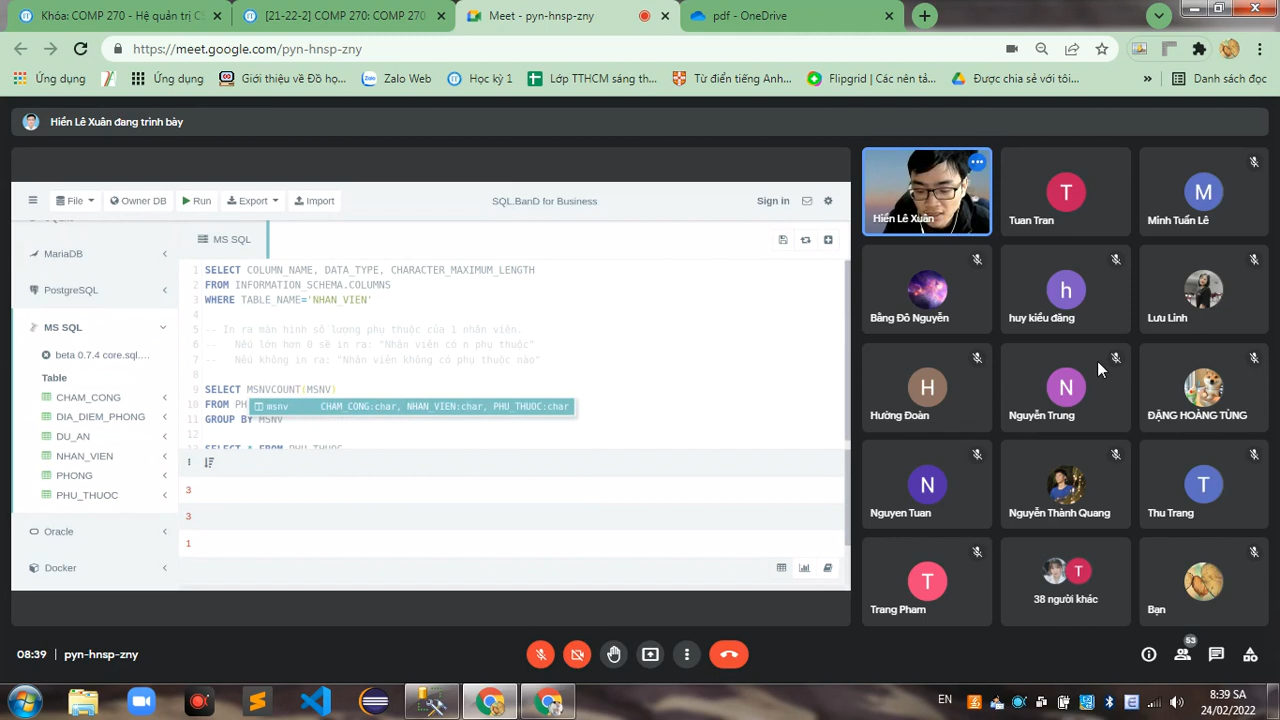 Khóa: COMP 270 - Hệ quản trị CS
[21-22-2] COMP 270: COMP 270
Meet - pyn-hnsp-zny
pdf - OneDrive
https://meet.google.com/pyn-hnsp-zny
Ứng dụng
Ứng dụng
Giới thiệu về Đồ họ...
Zalo Web
Học kỳ 1
Lớp TTHCM sáng th...
Từ điển tiếng Anh...
Flipgrid | Các nền tả...
Được chia sẻ với tôi...
»
Danh sách đọc
Hiển Lê Xuân đang trình bày
File
Owner DB
Run
Export
Import
SQL.BanD for Business
Sign in
MariaDB
PostgreSQL
MS SQL
beta 0.7.4 core.sql....
Table
CHAM_CONG
DIA_DIEM_PHONG
DU_AN
NHAN_VIEN
PHONG
PHU_THUOC
Oracle
Docker
MS SQL
1 SELECT COLUMN_NAME, DATA_TYPE, CHARACTER_MAXIMUM_LENGTH
2 FROM INFORMATION_SCHEMA.COLUMNS
3 WHERE TABLE_NAME='NHAN_VIEN'
4
5 -- In ra màn hình số lượng phụ thuộc của 1 nhân viên.
6 -- Nếu lớn hơn 0 sẽ in ra: "Nhân viên có n phụ thuộc"
7 -- Nếu không in ra: "Nhân viên không có phụ thuộc nào"
8
9 SELECT MSNVCOUNT(MSNV)
10 FROM PH
msnv CHAM_CONG:char, NHAN_VIEN:char, PHU_THUOC:char
11 GROUP BY MSNV
12
13 SELECT * FROM PHU_THUOC
3
3
1
Hiển Lê Xuân
Tuan Tran
Minh Tuấn Lê
Bằng Đô Nguyễn
huy kiều đăng
Lưu Linh
Hường Đoàn
Nguyễn Trung
ĐẶNG HOÀNG TÙNG
Nguyen Tuan
Nguyễn Thành Quang
Thu Trang
Trang Pham
38 người khác
Bạn
T
M
h
H
N
N
T
T
T
08:39
pyn-hnsp-zny
53
EN
8:39 SA
24/02/2022